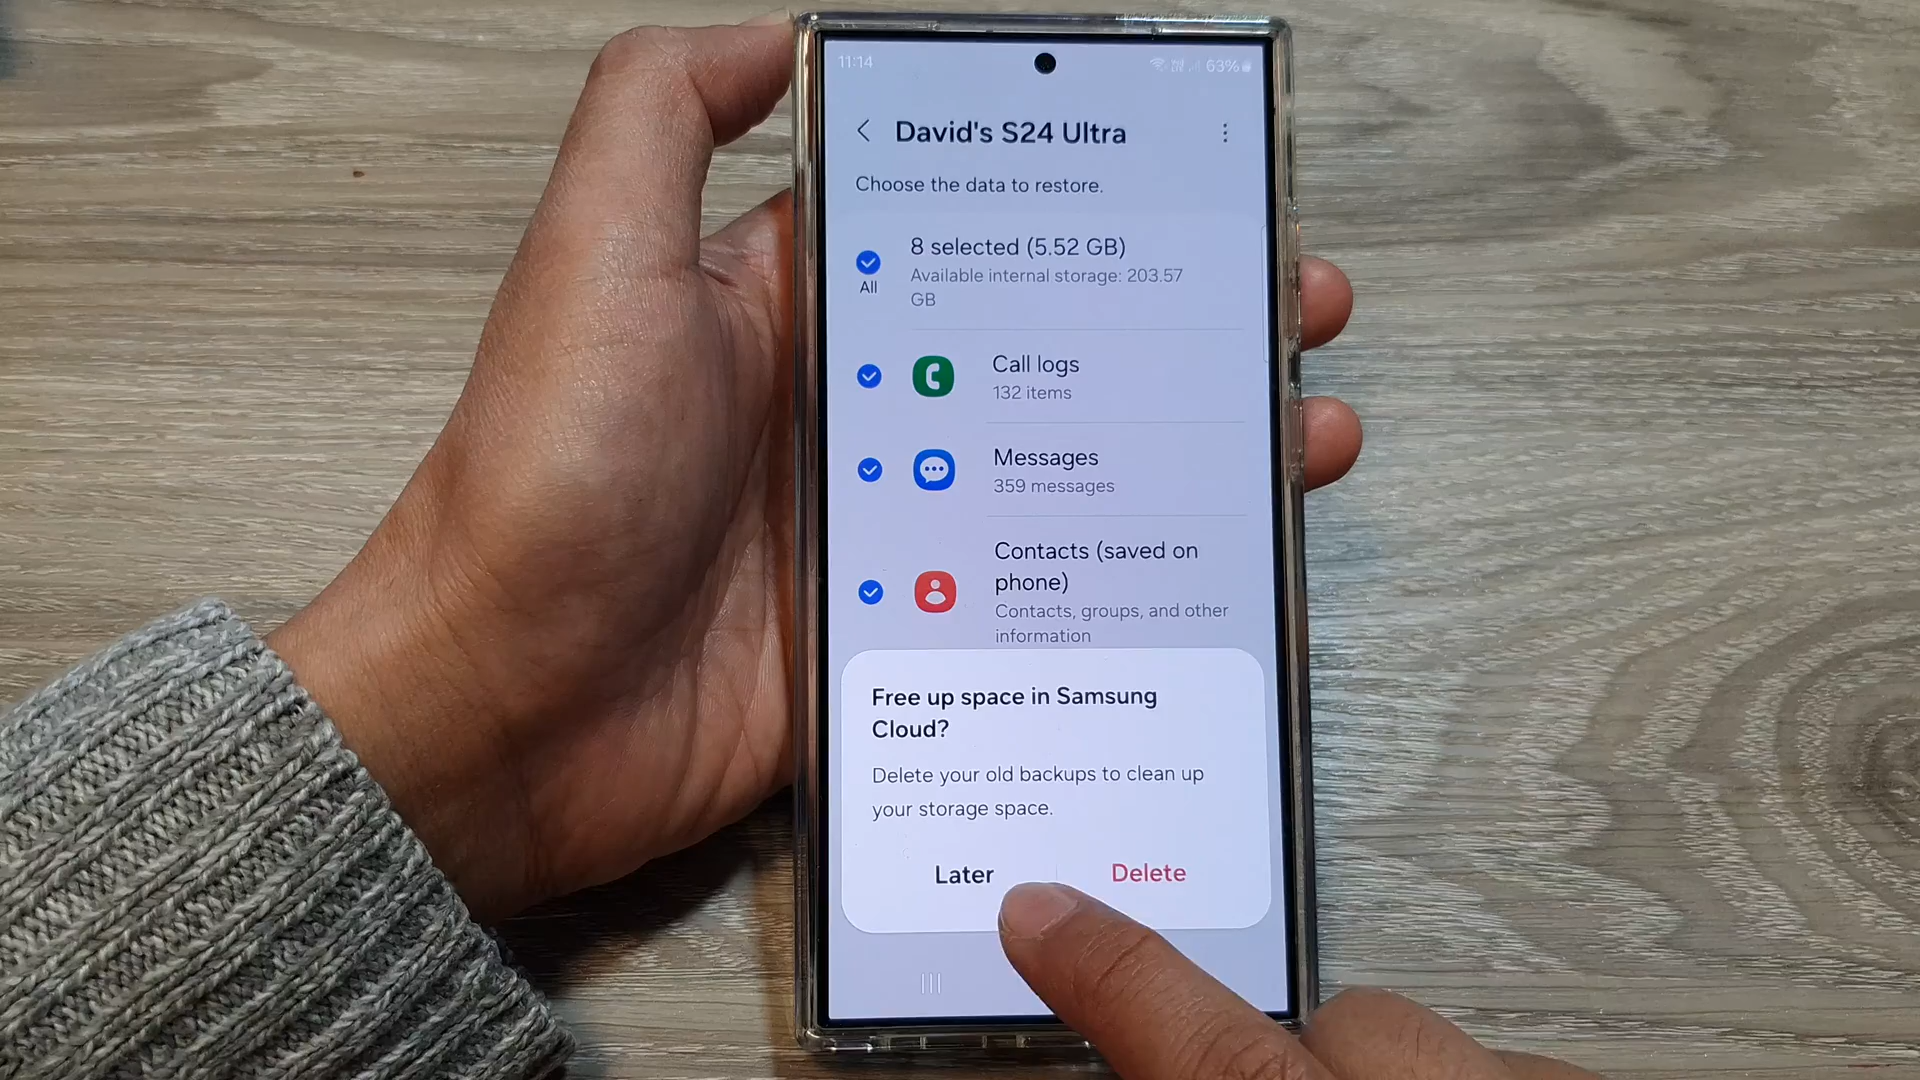 11:14
63%
David's S24 Ultra
Choose the data to restore.
8 selected (5.52 GB)
Available internal storage: 203.57
GB
All
Call logs
132 items
Messages
359 messages
Contacts (saved on
phone)
Contacts, groups, and other
information
Free up space in Samsung
Cloud?
Delete your old backups to clean up
your storage space.
Later
Delete